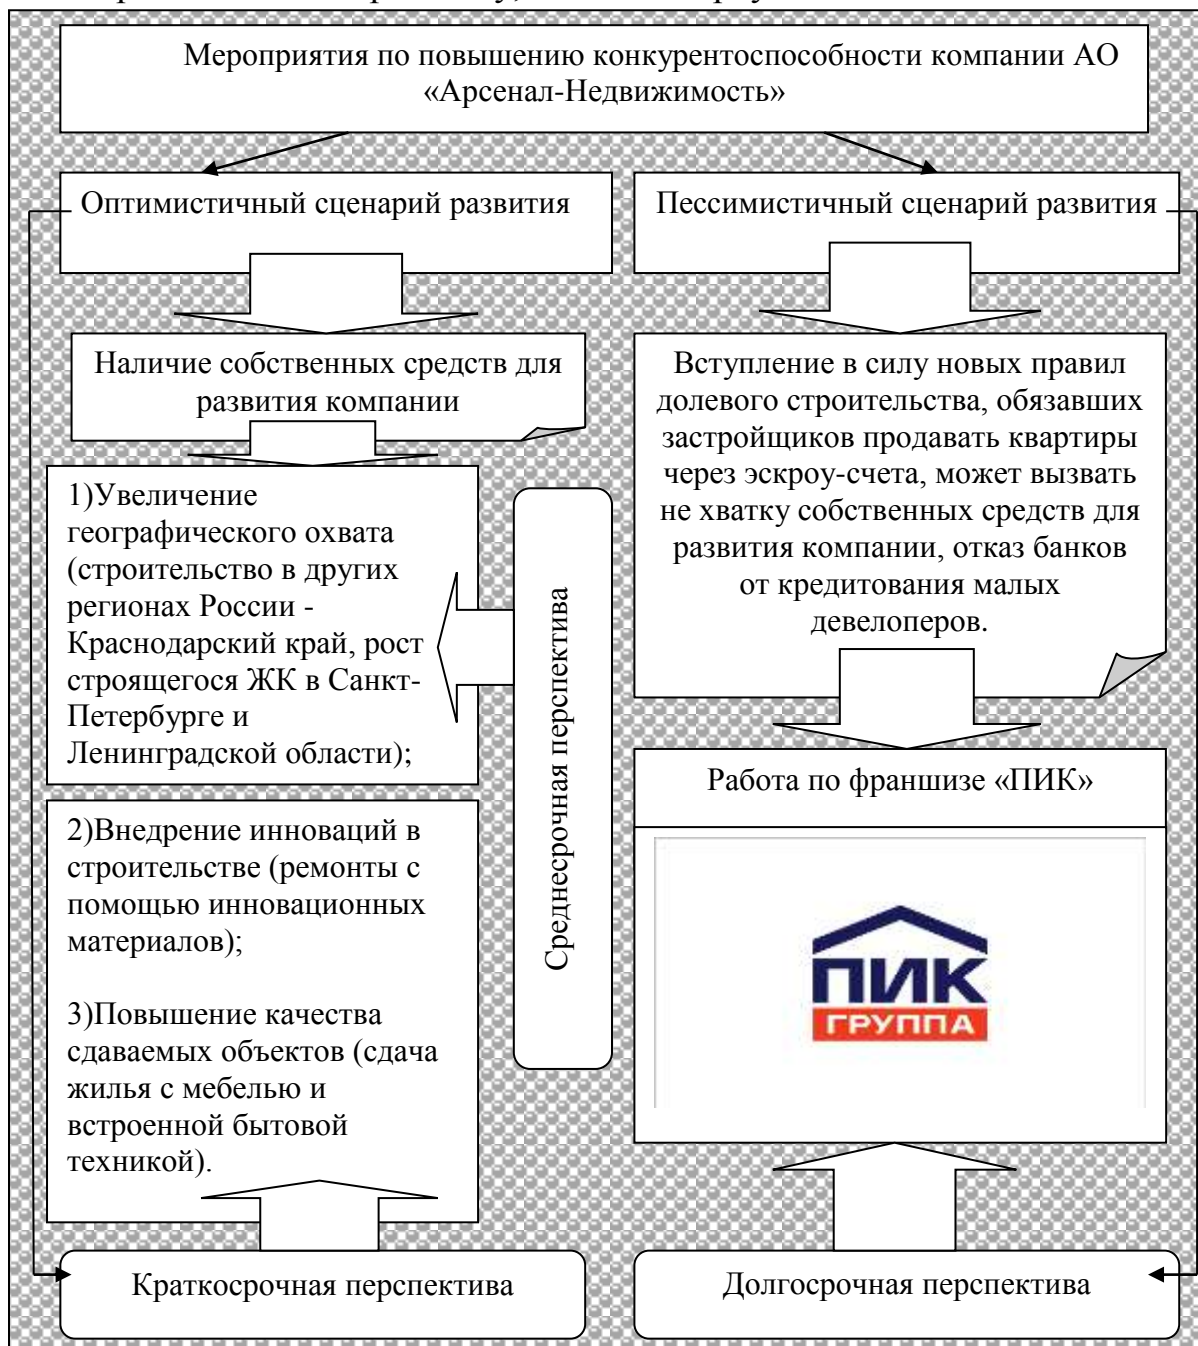 Мероприятия по повышению конкурентоспособности компании АО
«Арсенал-Недвижимость»
Оптимистичный сценарий развития
Пессимистичный сценарий развития
Наличие собственных средств для
развития компании
Вступление в силу новых правил
долевого строительства, обязавших
застройщиков продавать квартиры
через эскроу-счета, может вызвать
не хватку собственных средств для
развития компании, отказ банков
от кредитования малых
девелоперов.
1)Увеличение
географического охвата
(строительство в других
регионах России -
Краснодарский край, рост
строящегося ЖК в Санкт-
Петербурге и
Ленинградской области);
Среднесрочная перспектива
2)Внедрение инноваций в
строительстве (ремонты с
помощью инновационных
материалов);
3)Повышение качества
сдаваемых объектов (сдача
жилья с мебелью и
встроенной бытовой
техникой).
Работа по франшизе «ПИК»
ПИК
ГРУППА
Краткосрочная перспектива
Долгосрочная перспектива